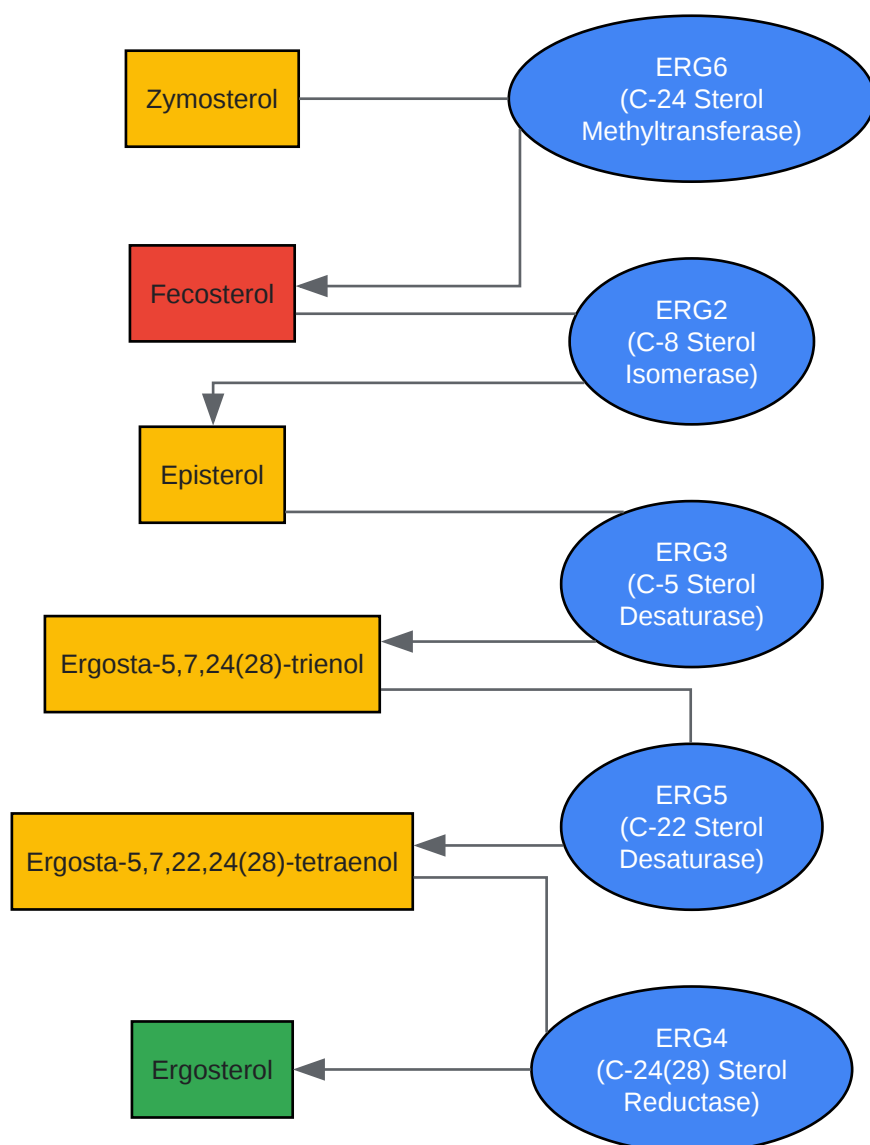 Zymosterol
ERG6
(C-24 Sterol
Methyltransferase)
Fecosterol
ERG2
(C-8 Sterol
Isomerase)
Episterol
ERG3
(C-5 Sterol
Desaturase)
Ergosta-5,7,24(28)-trienol
ERG5
(C-22 Sterol
Desaturase)
Ergosta-5,7,22,24(28)-tetraenol
ERG4
(C-24(28) Sterol
Reductase)
Ergosterol